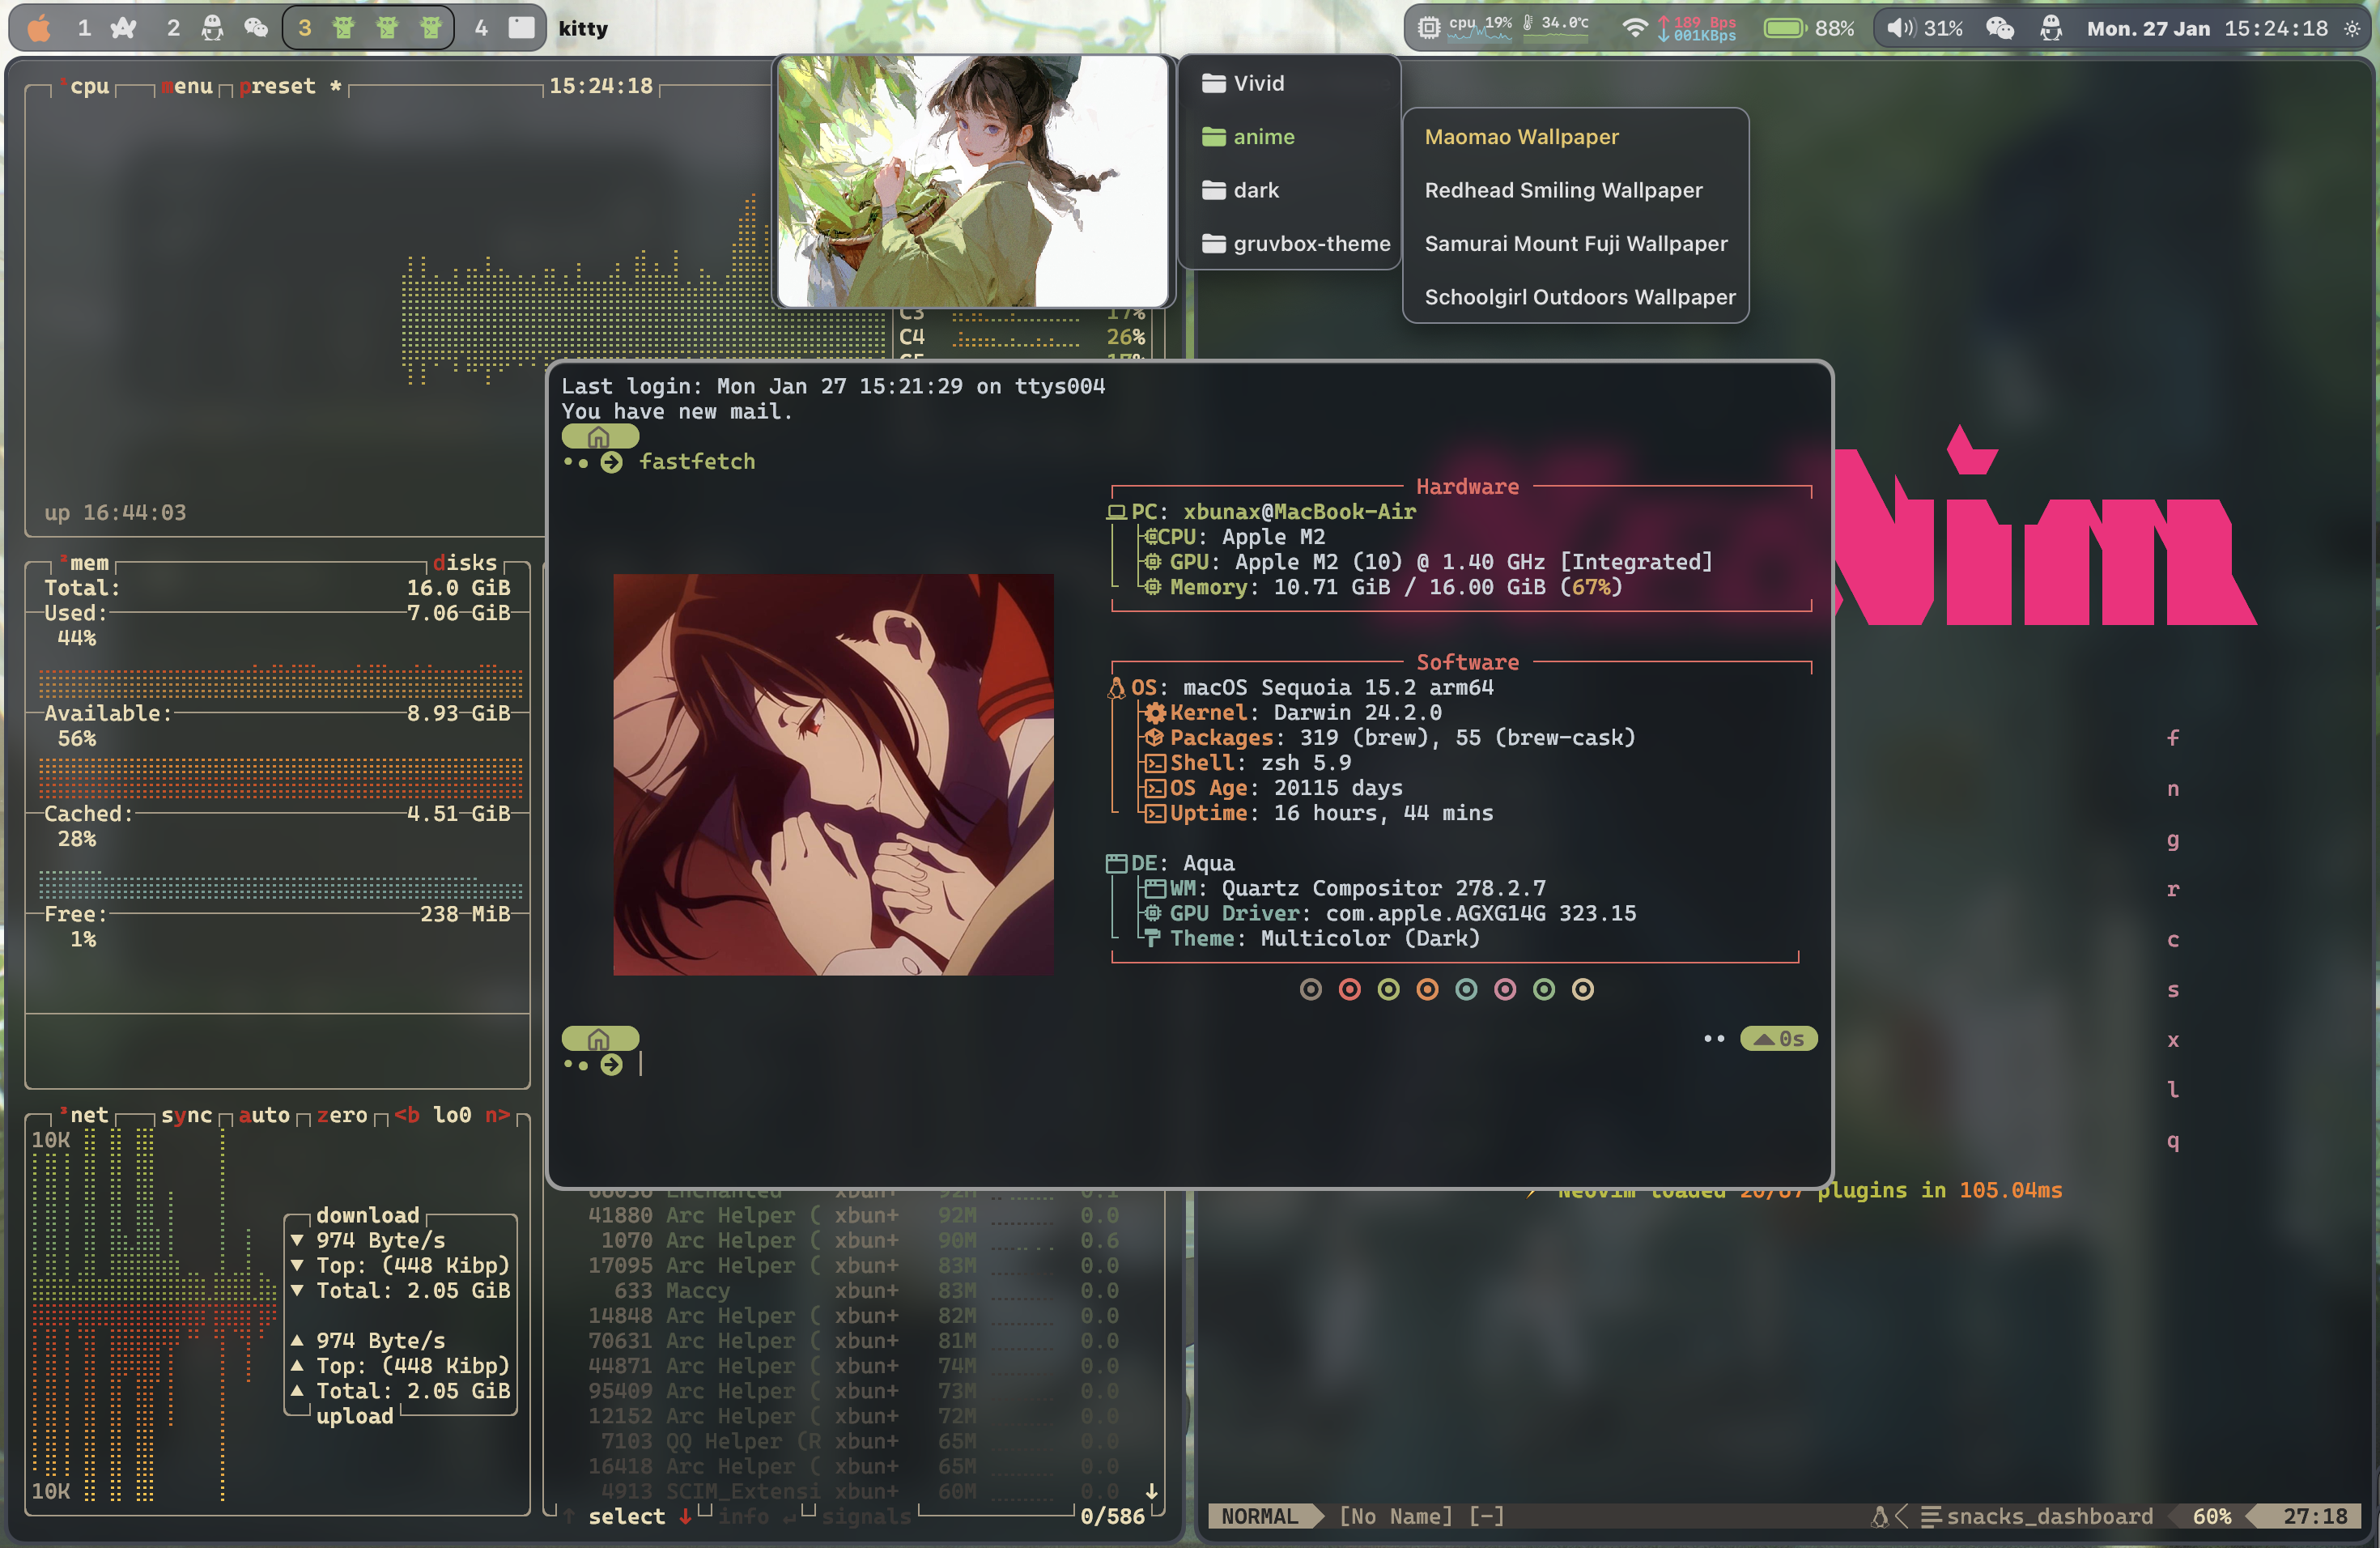 1 2 3 4 kitty
cpu 19% 34.0℃ 189 Bps 001KBps 88% 31% Mon. 27 Jan 15:24:18
¹cpu menu preset * 15:24:18
Vivid
anime
dark
gruvbox-theme
Maomao Wallpaper
Redhead Smiling Wallpaper
Samurai Mount Fuji Wallpaper
Schoolgirl Outdoors Wallpaper
C3 17%
C4 26%
up 16:44:03
Last login: Mon Jan 27 15:21:29 on ttys004
You have new mail.
fastfetch
Hardware
PC: xbunax@MacBook-Air
CPU: Apple M2
GPU: Apple M2 (10) @ 1.40 GHz [Integrated]
Memory: 10.71 GiB / 16.00 GiB (67%)
Software
OS: macOS Sequoia 15.2 arm64
Kernel: Darwin 24.2.0
Packages: 319 (brew), 55 (brew-cask)
Shell: zsh 5.9
OS Age: 20115 days
Uptime: 16 hours, 44 mins
DE: Aqua
WM: Quartz Compositor 278.2.7
GPU Driver: com.apple.AGXG14G 323.15
Theme: Multicolor (Dark)
0s
²mem disks
Total: 16.0 GiB
Used: 7.06 GiB
44%
Available: 8.93 GiB
56%
Cached: 4.51 GiB
28%
Free: 238 MiB
1%
³net sync auto zero <b lo0 n>
10K
download
▼ 974 Byte/s
▼ Top: (448 Kibp)
▼ Total: 2.05 GiB
▲ 974 Byte/s
▲ Top: (448 Kibp)
▲ Total: 2.05 GiB
upload
10K
41880 Arc Helper ( xbun+ 92M 0.0
1070 Arc Helper ( xbun+ 90M 0.6
17095 Arc Helper ( xbun+ 83M 0.0
633 Maccy xbun+ 83M 0.0
14848 Arc Helper ( xbun+ 82M 0.0
70631 Arc Helper ( xbun+ 81M 0.0
44871 Arc Helper ( xbun+ 74M 0.0
95409 Arc Helper ( xbun+ 73M 0.0
12152 Arc Helper ( xbun+ 72M 0.0
7103 QQ Helper (R xbun+ 65M 0.0
16418 Arc Helper ( xbun+ 65M 0.0
4913 SCIM_Extensi xbun+ 60M 0.0 ↓
↑ select ↓ info ↵ signals 0/586
Vim
f
n
g
r
c
s
x
l
q
Neovim loaded 20/67 plugins in 105.04ms
NORMAL [No Name] [-] snacks_dashboard 60% 27:18